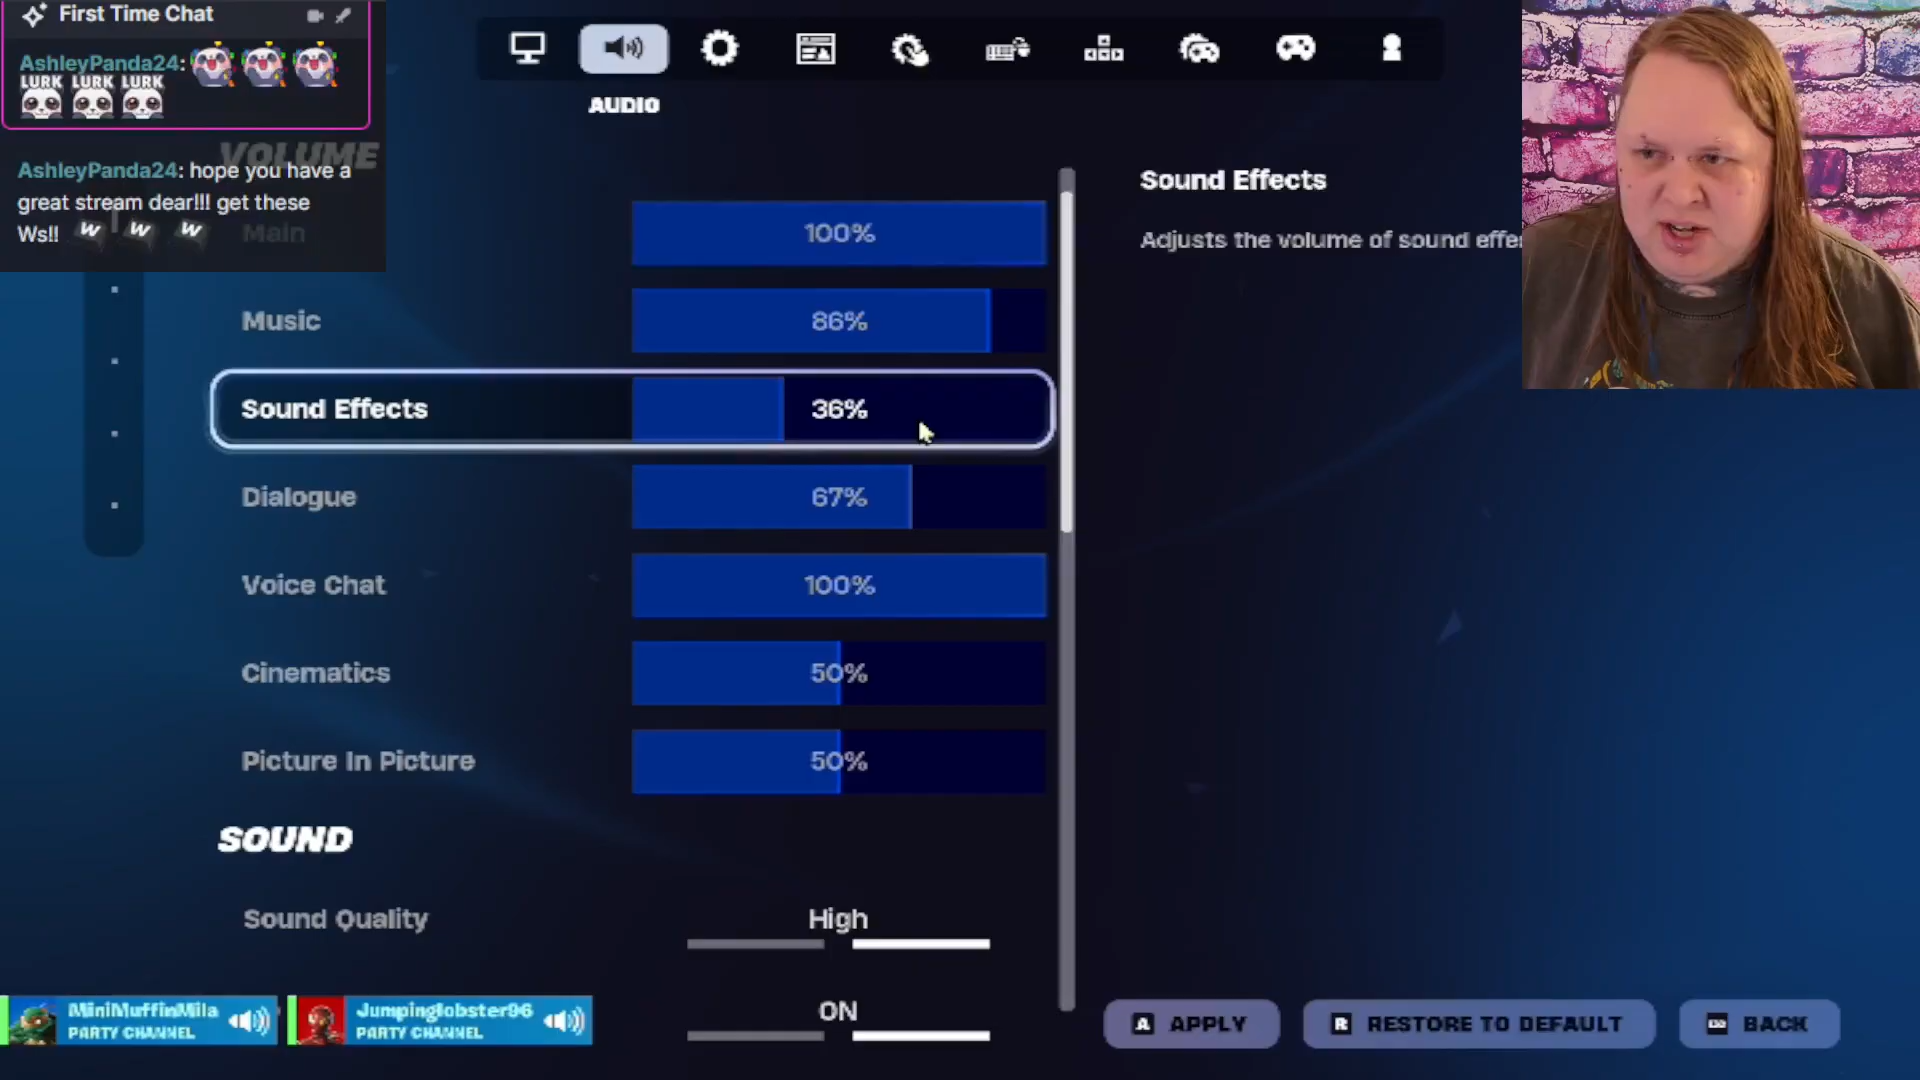 First Time Chat
AshleyPanda24:
LURK LURK LURK
AshleyPanda24: hope you have a
great stream dear!!! get these
Ws!! W W W
AUDIO
VOLUME
Main 100%
Music 86%
Sound Effects 36%
Dialogue 67%
Voice Chat 100%
Cinematics 50%
Picture In Picture 50%
SOUND
Sound Quality High
ON
Sound Effects
Adjusts the volume of sound effe
MiniMuffinMila
PARTY CHANNEL
Jumpinglobster96
PARTY CHANNEL
A APPLY
R RESTORE TO DEFAULT
BACK